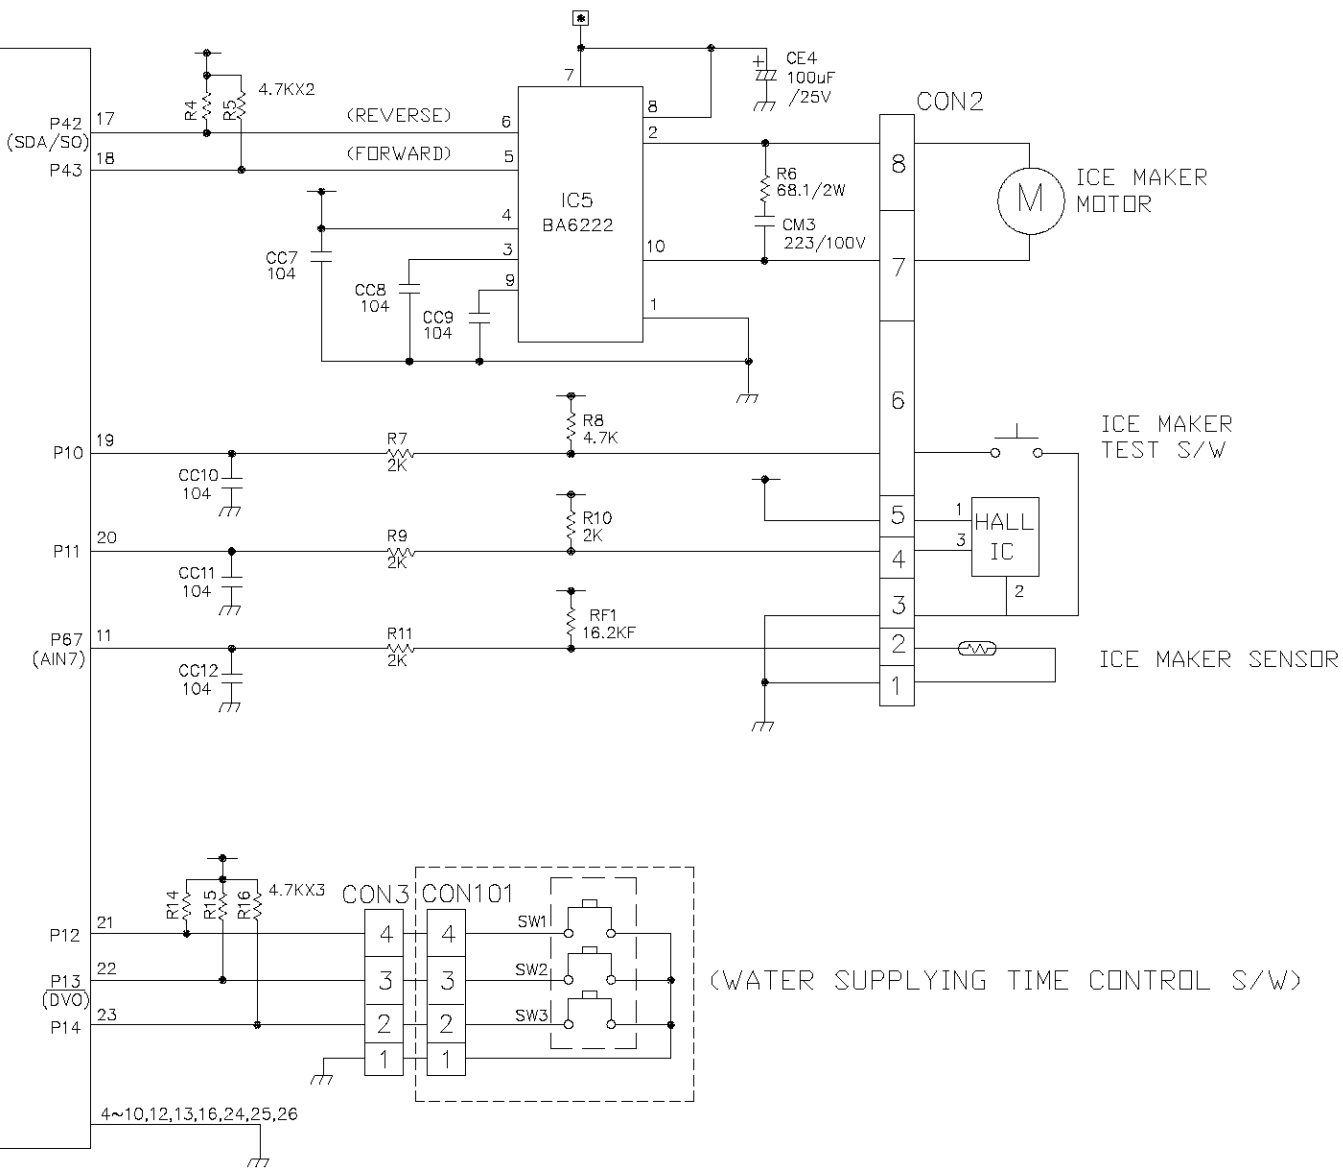 CE4
100uF
/25V
7
4.7KX2
R4
R5
8
CON2
P42
17
(REVERSE)
6
2
(SDA/SO)
(FORWARD)
18
5
P43
8
R6
68.1/2W
ICE MAKER
MOTOR
M
IC5
BA6222
4
CM3
223/100V
CC7
104
3
10
7
CC8
104
9
CC9
104
1
6
R8
4.7K
ICE MAKER
TEST S/W
P10
19
R7
2K
CC10
104
5
1
HALL
IC
R10
2K
P11
20
R9
2K
4
3
CC11
104
2
3
RF1
16.2KF
P67
(AIN7)
11
R11
2K
2
ICE MAKER SENSOR
CC12
104
1
4.7KX3
R14
R15
R16
CON3
CON101
P12
21
4
4
SW1
P13
(DVO)
22
3
3
SW2
(WATER SUPPLYING TIME CONTROL S/W)
P14
23
2
2
SW3
1
1
4~10,12,13,16,24,25,26